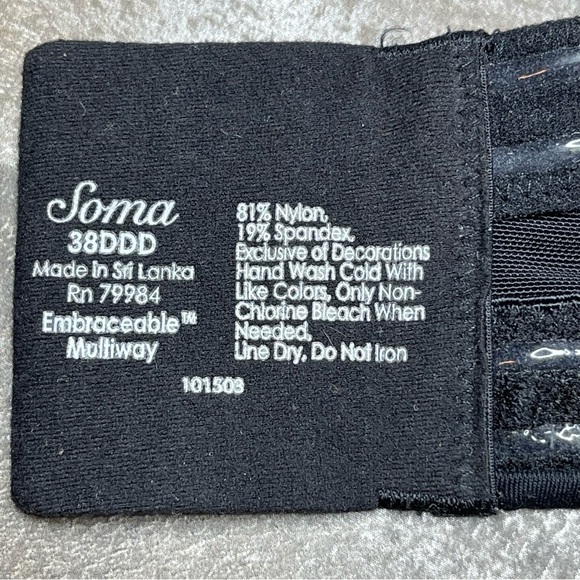 Soma
38DDD
Made In Sri Lanka
Rn 79984
Embraceable™
Multiway
101503
81% Nylon,
19% Spandex,
Exclusive of Decorations
Hand Wash Cold With
Like Colors, Only Non-
Chlorine Bleach When
Needed,
Line Dry, Do Not Iron